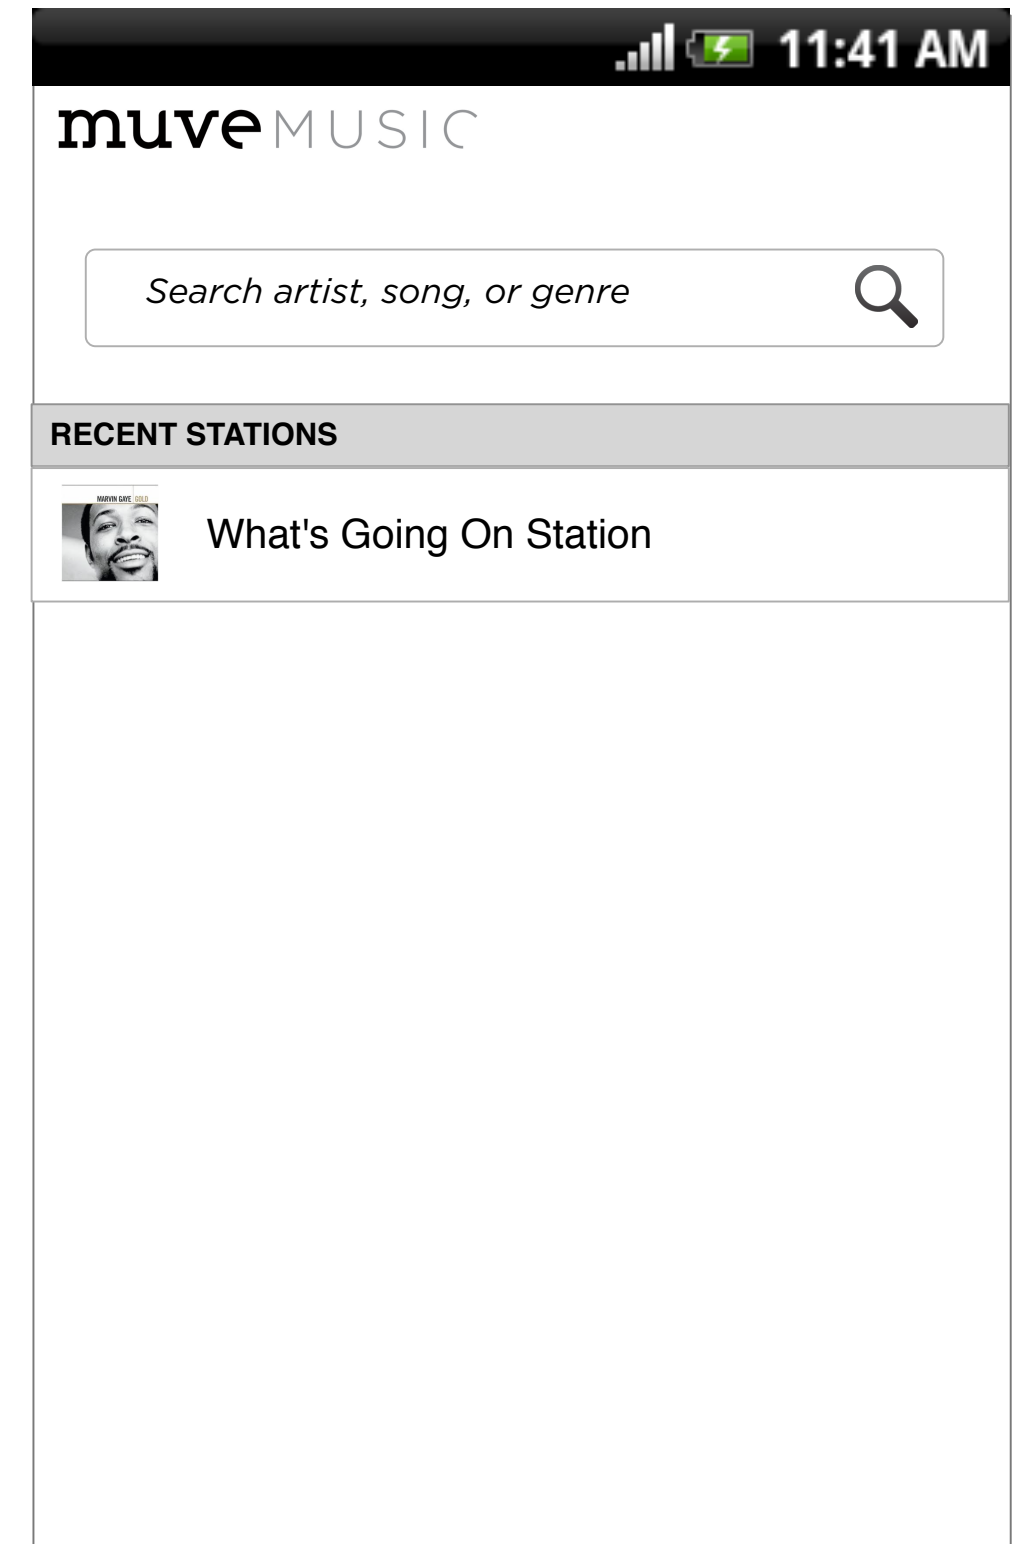 11:41 AM
muve MUSIC
Search artist, song, or genre
RECENT STATIONS
MARVIN GAYE GOLD
What's Going On Station